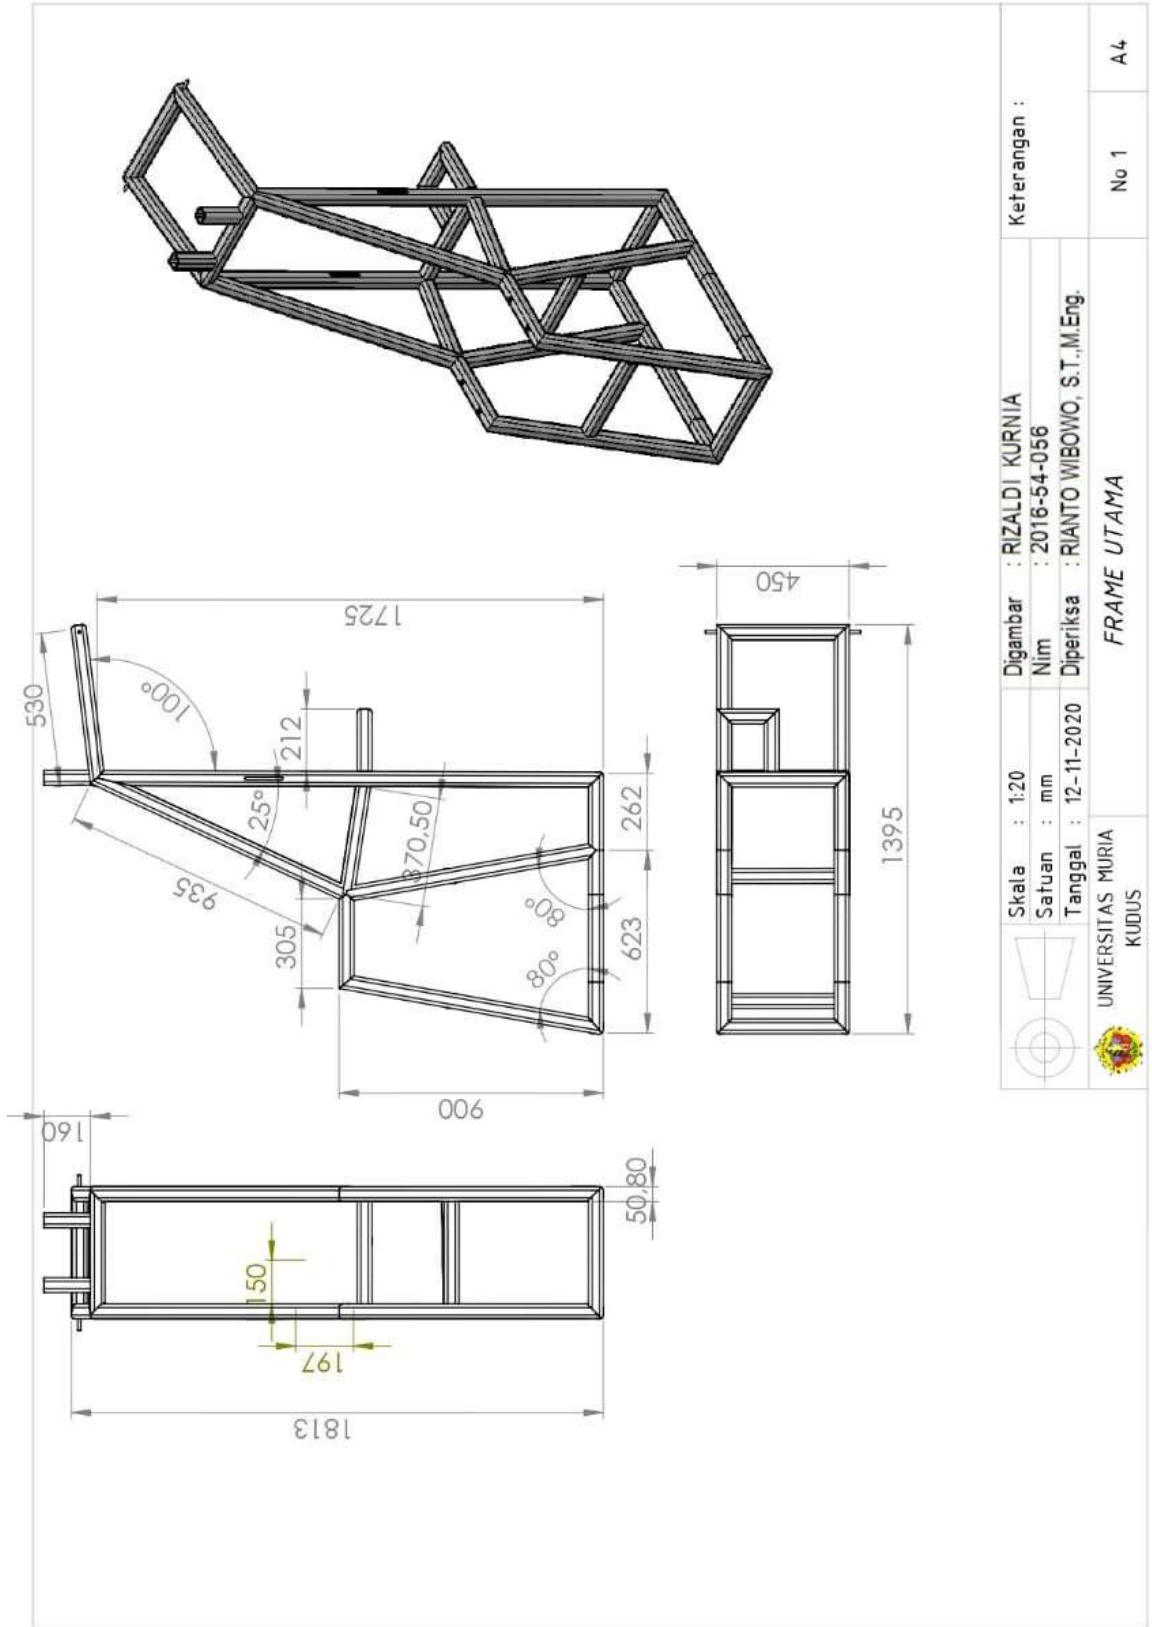 530
100°
25°
935
212
370,50
305
1725
262
623
80°
80°
900
160
150
197
1813
50,80
450
1395
Skala : 1:20
Satuan : mm
Tanggal : 12-11-2020
Digambar : RIZALDI KURNIA
Nim : 2016-54-056
Diperiksa : RIANTO WIBOWO, S.T.,M.Eng.
Keterangan :
UNIVERSITAS MURIA
KUDUS
FRAME UTAMA
No 1
A4